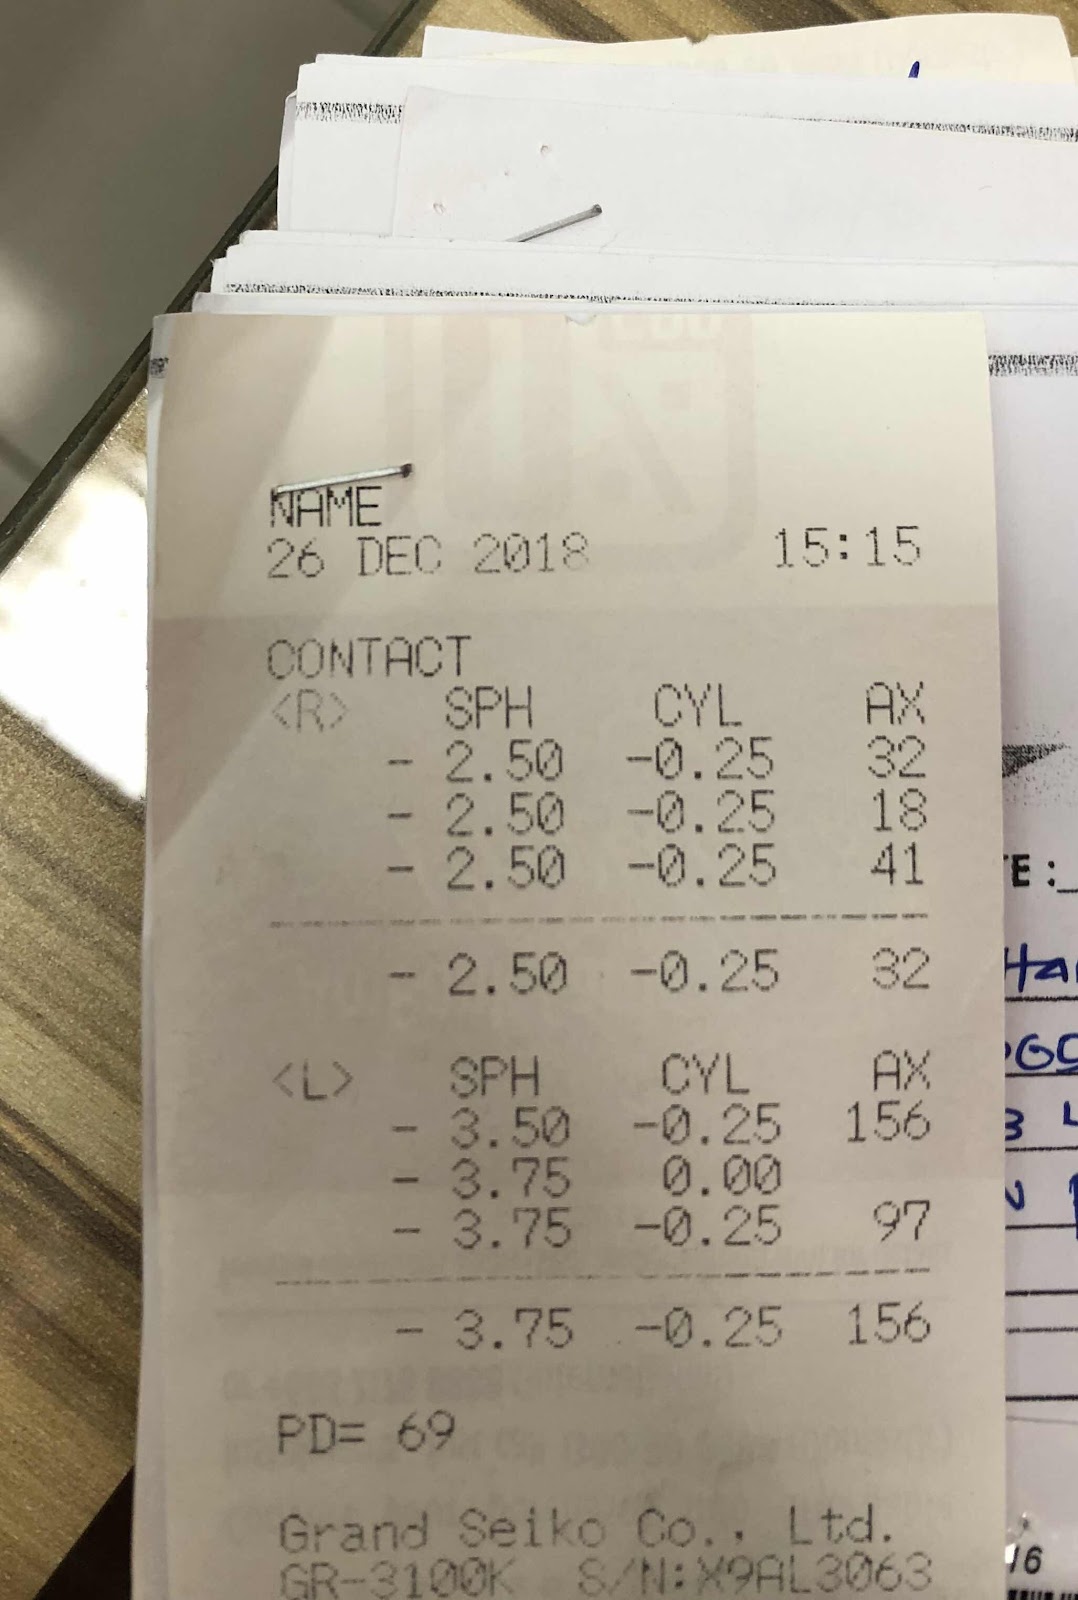 NAME
26 DEC 2018 15:15
CONTACT
<R> SPH CYL AX
- 2.50 -0.25 32
- 2.50 -0.25 18
- 2.50 -0.25 41
- 2.50 -0.25 32
<L> SPH CYL AX
- 3.50 -0.25 156
- 3.75 0.00
- 3.75 -0.25 97
- 3.75 -0.25 156
PD= 69
Grand Seiko Co., Ltd.
GR-3100K S/N:X9AL3063
TE:
16